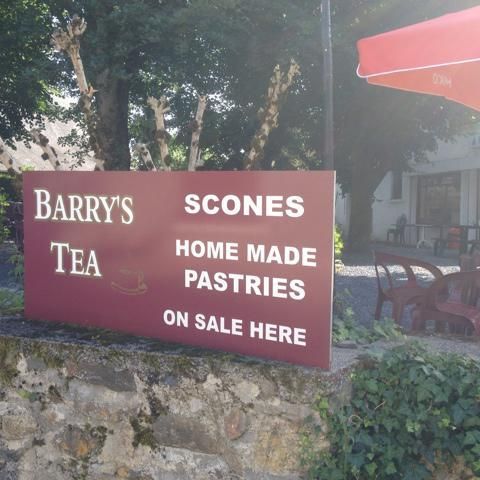 BARRY'S
TEA
SCONES
HOME MADE
PASTRIES
ON SALE HERE